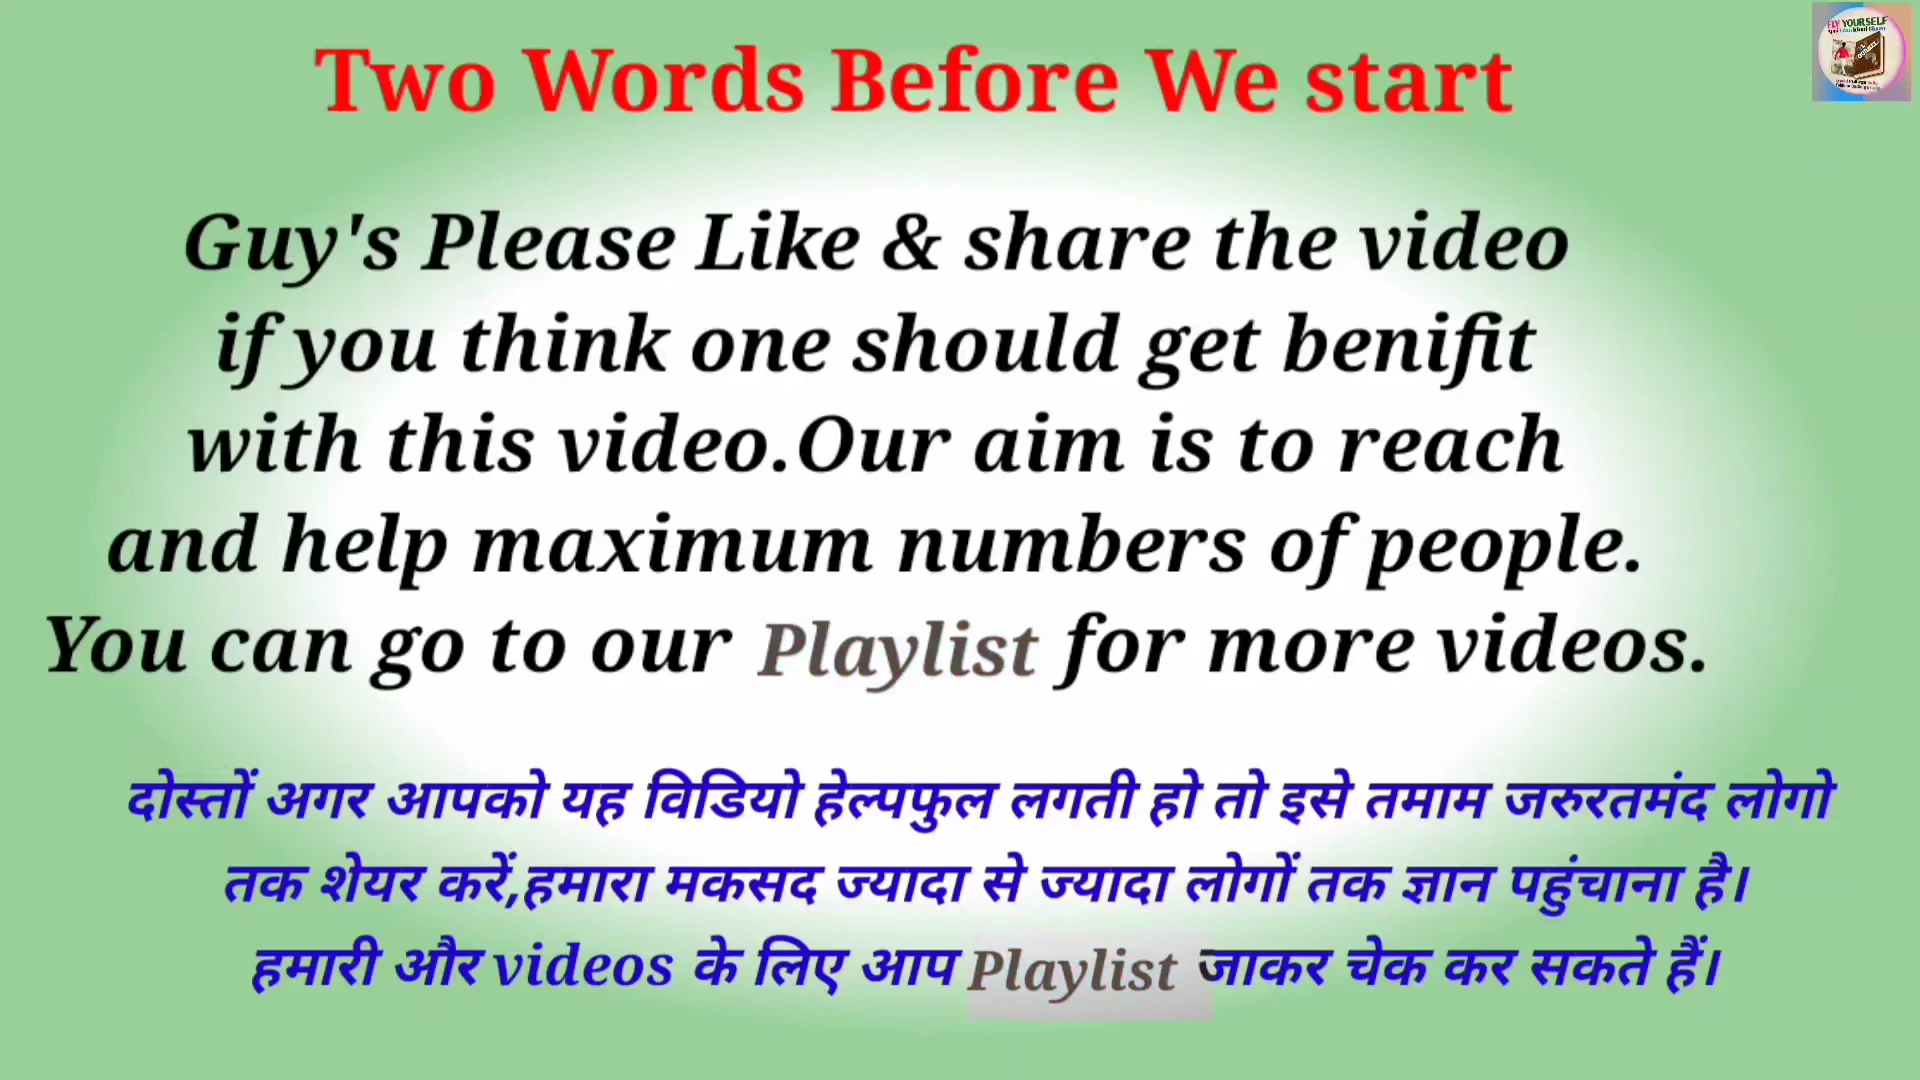 FLY YOURSELF
Two Words Before We start
Guy's Please Like & share the video
if you think one should get benifit
with this video.Our aim is to reach
and help maximum numbers of people.
You can go to our Playlist for more videos.
दोस्तों अगर आपको यह विडियो हेल्पफुल लगती हो तो इसे तमाम जरुरतमंद लोगो
तक शेयर करें,हमारा मकसद ज्यादा से ज्यादा लोगों तक ज्ञान पहुंचाना है।
हमारी और videos के लिए आप Playlist जाकर चेक कर सकते हैं।